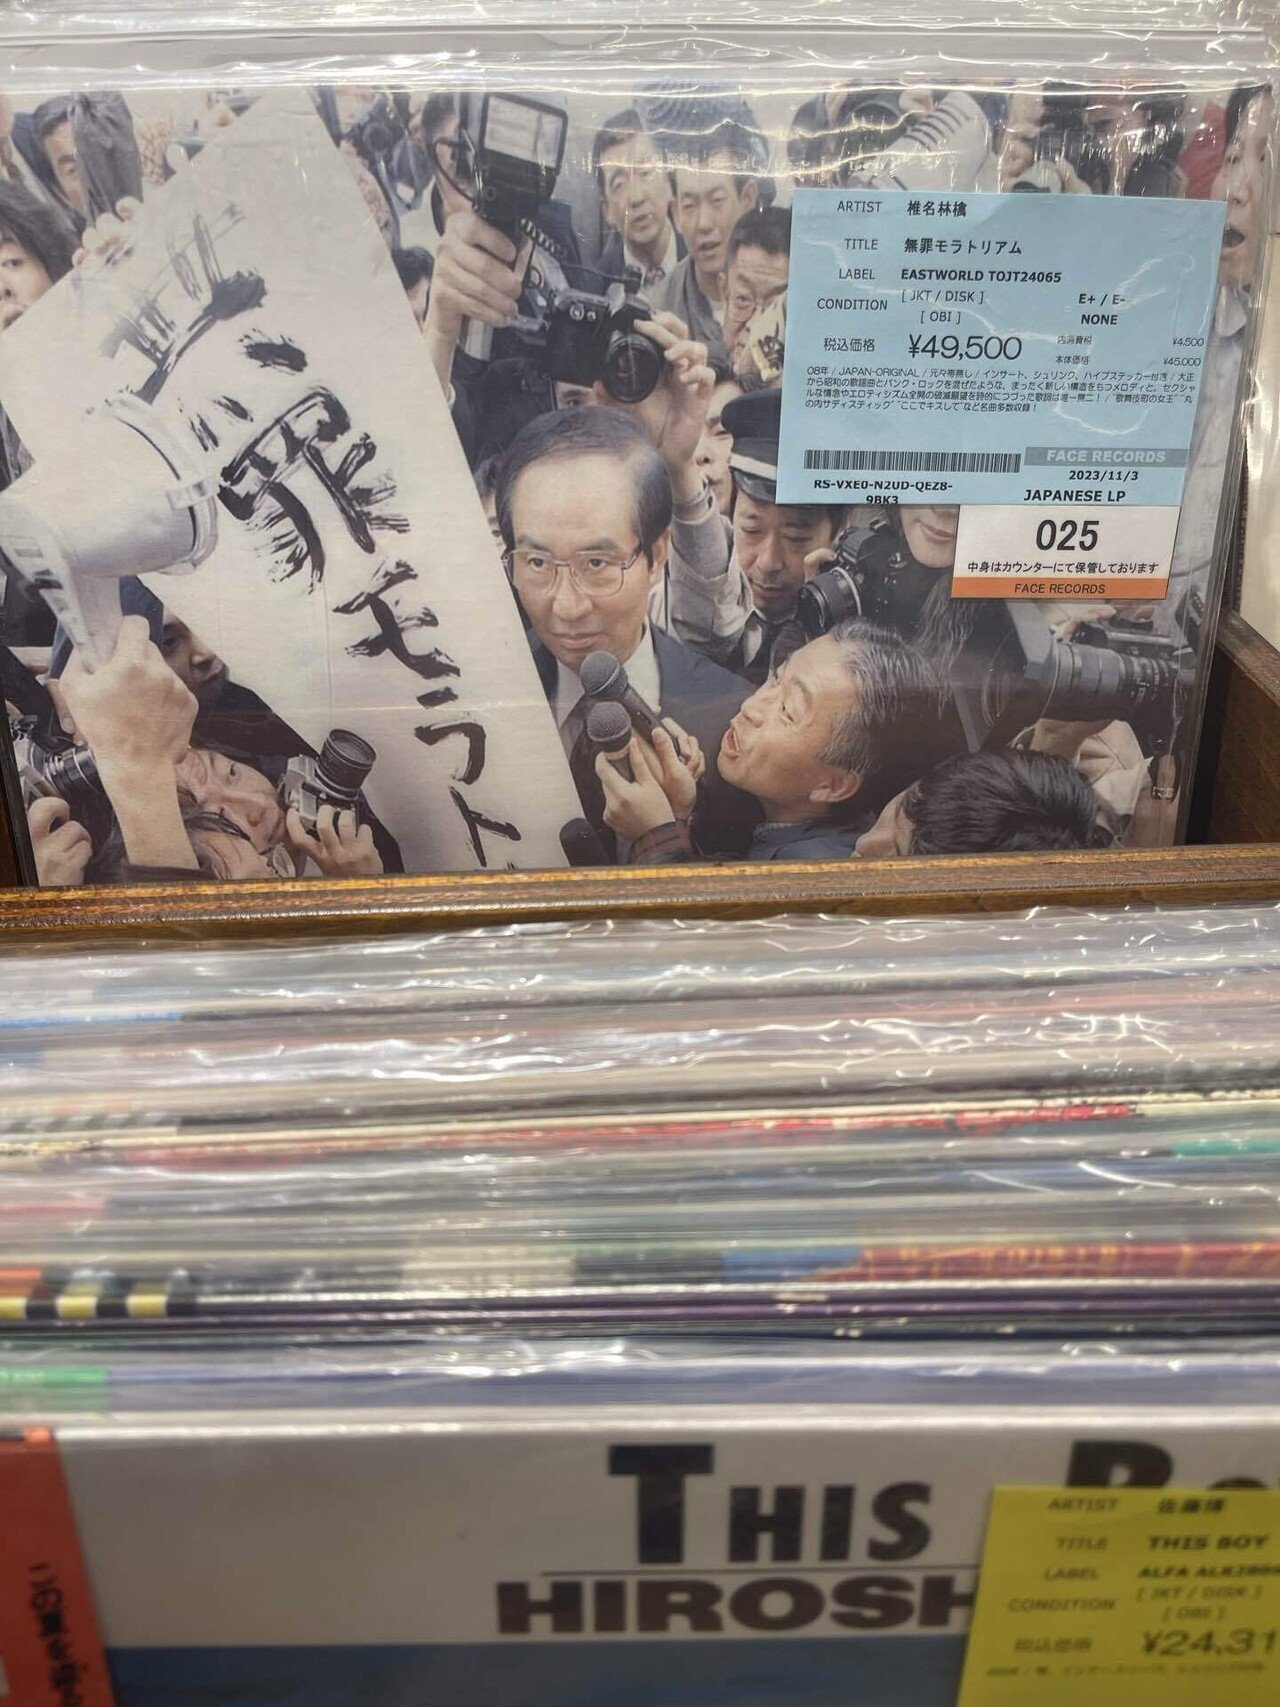 無罪モラト
ARTIST 椎名林檎
TITLE 無罪モラトリアム
LABEL EASTWORLD TOJT24065
CONDITION [ JKT / DISK ] E+ / E-
[ OBI ] NONE
税込価格 ¥49,500 内消費税 ¥4,500
本体価格 ¥45,000
08年 / JAPAN-ORIGINAL / 元々帯無し / インサート、シュリンク、ハイプステッカー付き / 大正
から昭和の歌謡曲とパンク・ロックを混ぜたような、まったく新しい構造をもつメロディと、セクシャ
ルな情念やエロティシズム全開の破滅願望を詩的につづった歌詞は唯一無二! / "歌舞伎町の女王" "丸
の内サディスティック" "ここでキスして"など名曲多数収録!
FACE RECORDS
RS-VXE0-N2UD-QEZ8-
9BK3
2023/11/3
JAPANESE LP
025
中身はカウンターにて保管しております
FACE RECORDS
THIS
HIROSH
ARTIST 佐藤博
TITLE THIS BOY
LABEL ALFA
CONDITION [ JKT / DISK ]
[ OBI ]
税込価格 ¥24,31